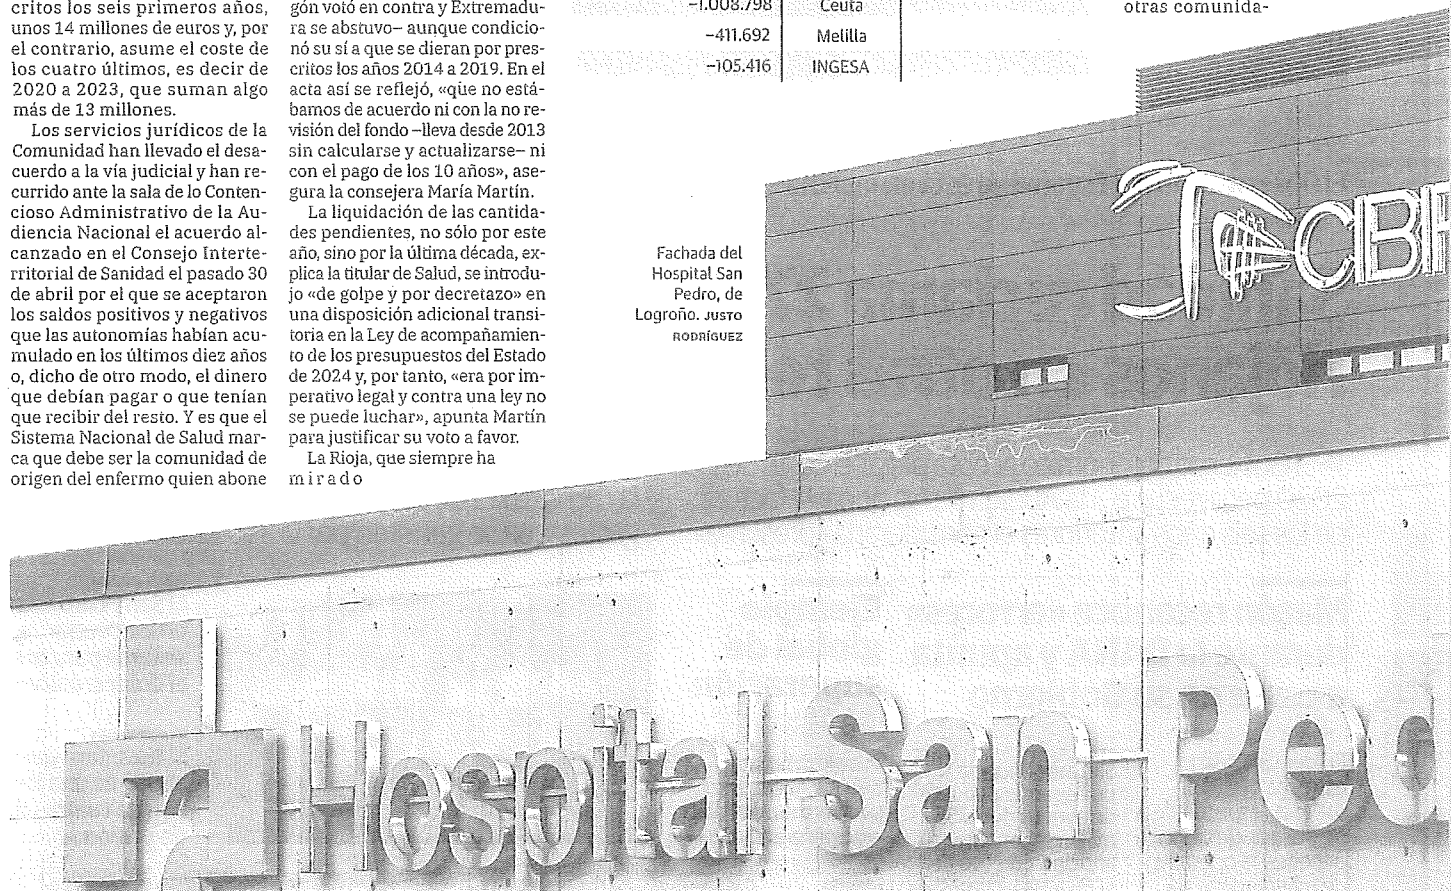 critos los seis primeros años,
unos 14 millones de euros y, por
el contrario, asume el coste de
los cuatro últimos, es decir de
2020 a 2023, que suman algo
más de 13 millones.
Los servicios jurídicos de la
Comunidad han llevado el desa-
cuerdo a la vía judicial y han re-
currido ante la sala de lo Conten-
cioso Administrativo de la Au-
diencia Nacional el acuerdo al-
canzado en el Consejo Interte-
rritorial de Sanidad el pasado 30
de abril por el que se aceptaron
los saldos positivos y negativos
que las autonomías habían acu-
mulado en los últimos diez años
o, dicho de otro modo, el dinero
que debían pagar o que tenían
que recibir del resto. Y es que el
Sistema Nacional de Salud mar-
ca que debe ser la comunidad de
origen del enfermo quien abone
gón votó en contra y Extremadu-
ra se abstuvo– aunque condicio-
nó su sí a que se dieran por pres-
critos los años 2014 a 2019. En el
acta así se reflejó, «que no está-
bamos de acuerdo ni con la no re-
visión del fondo –lleva desde 2013
sin calcularse y actualizarse– ni
con el pago de los 10 años», ase-
gura la consejera María Martín.
La liquidación de las cantida-
des pendientes, no sólo por este
año, sino por la última década, ex-
plica la titular de Salud, se introdu-
jo «de golpe y por decretazo» en
una disposición adicional transi-
toria en la Ley de acompañamien-
to de los presupuestos del Estado
de 2024 y, por tanto, «era por im-
perativo legal y contra una ley no
se puede luchar», apunta Martín
para justificar su voto a favor.
La Rioja, que siempre ha
mirado
–1.008.798 Ceuta
–411.692 Melilla
–105.416 INGESA
otras comunida-
Fachada del
Hospital San
Pedro, de
Logroño. JUSTO
RODRÍGUEZ
CBI
Hospital San Ped